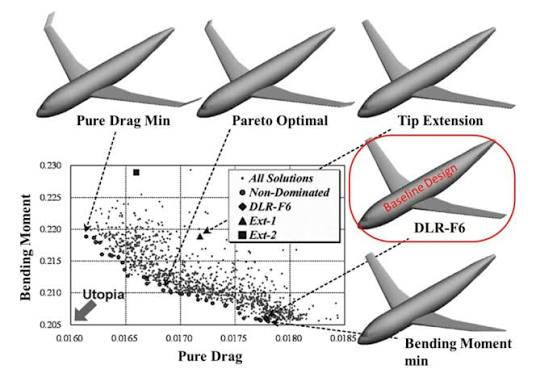 Pure Drag Min
Pareto Optimal
Tip Extension
Baseline Design
DLR-F6
Bending Moment
min
Bending Moment
0.230
0.225
0.220
0.215
0.210
0.205
All Solutions
Non-Dominated
DLR-F6
Ext-1
Ext-2
Utopia
0.0160
0.0165
0.0170
0.0175
0.0180
0.0185
Pure Drag